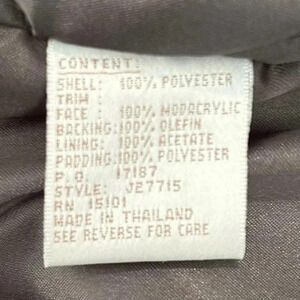 CONTENT:
SHELL: 100% POLYESTER
TRIM :
FACE : 100% MODACRYLIC
BACKING: 100% OLEFIN
LINING: 100% ACETATE
PADDING: 100% POLYESTER
P.O. 17187
STYLE: J27715
RN 15101
MADE IN THAILAND
SEE REVERSE FOR CARE